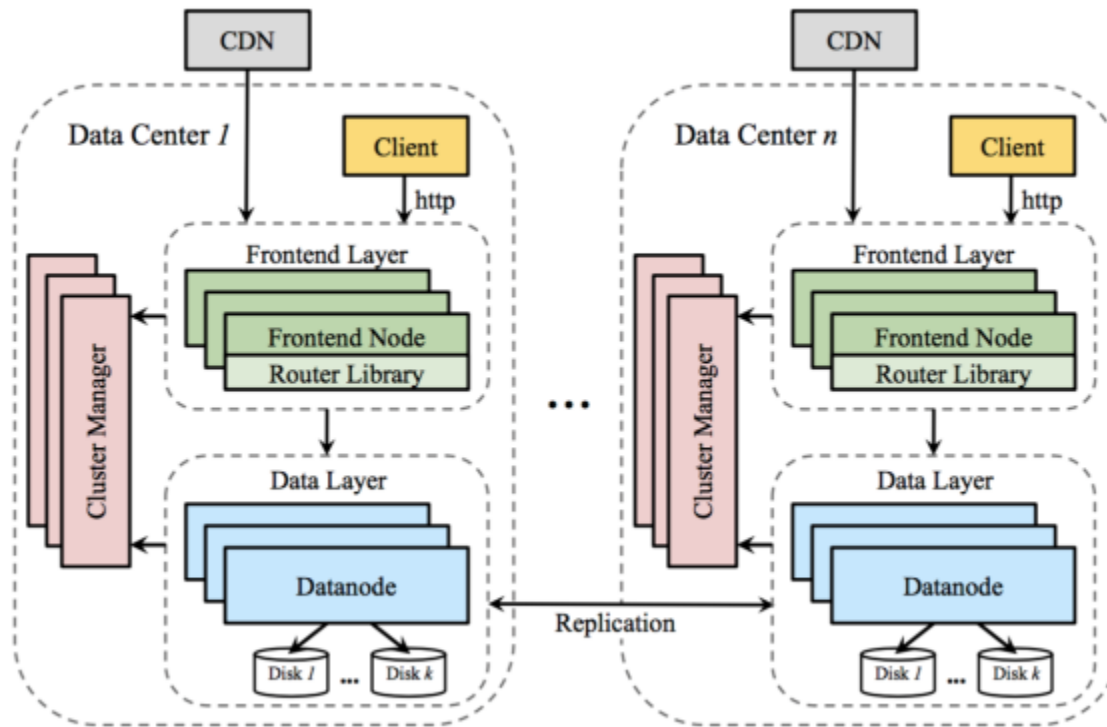 CDN
CDN
Data Center 1
Client
Data Center n
Client
http
http
Frontend Layer
Frontend Layer
Frontend Node
Frontend Node
Router Library
Router Library
Cluster Manager
...
Cluster Manager
Data Layer
Data Layer
Datanode
Datanode
Replication
Disk 1 ... Disk k
Disk 1 ... Disk k